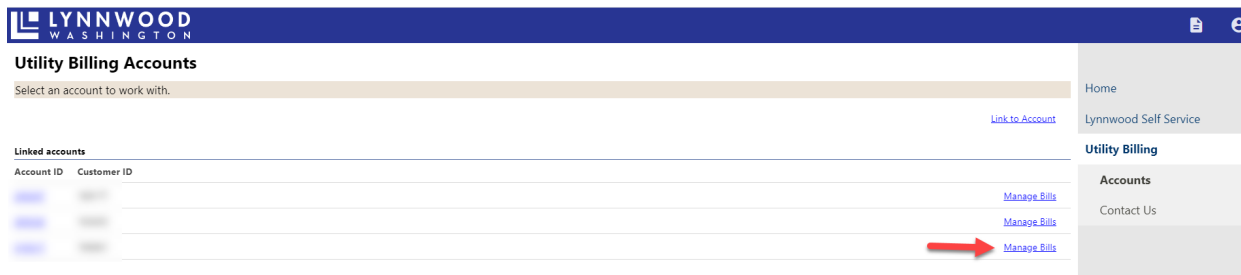 LYNNWOOD
WASHINGTON
Utility Billing Accounts
Select an account to work with.
Link to Account
Linked accounts
Account ID Customer ID
Manage Bills
Manage Bills
Manage Bills
Home
Lynnwood Self Service
Utility Billing
Accounts
Contact Us